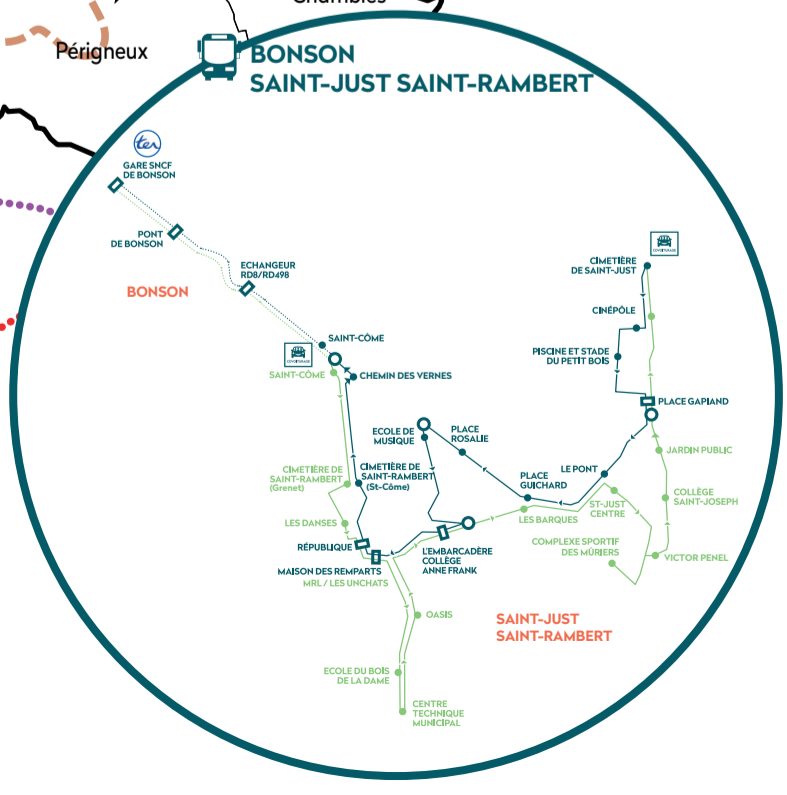 Chambles
Périgneux
BONSON
SAINT-JUST SAINT-RAMBERT
ter
GARE SNCF
DE BONSON
PONT
DE BONSON
ECHANGEUR
RD8/RD498
BONSON
CIMETIÈRE
DE SAINT-JUST
CINÉPÔLE
PISCINE ET STADE
DU PETIT BOIS
PLACE GAPIAND
SAINT-CÔME
COVOITURAGE
SAINT-CÔME
CHEMIN DES VERNES
COVOITURAGE
ECOLE DE
MUSIQUE
PLACE
ROSALIE
JARDIN PUBLIC
LE PONT
PLACE
GUICHARD
CIMETIÈRE DE
SAINT-RAMBERT
(Grenet)
CIMETIÈRE DE
SAINT-RAMBERT
(St-Côme)
COLLÈGE
SAINT-JOSEPH
ST-JUST
CENTRE
LES BARQUES
LES DANSES
RÉPUBLIQUE
MAISON DES REMPARTS
MRL / LES UNCHATS
L'EMBARCADÈRE
COLLÈGE
ANNE FRANK
COMPLEXE SPORTIF
DES MÛRIERS
VICTOR PENEL
OASIS
SAINT-JUST
SAINT-RAMBERT
ECOLE DU BOIS
DE LA DAME
CENTRE
TECHNIQUE
MUNICIPAL